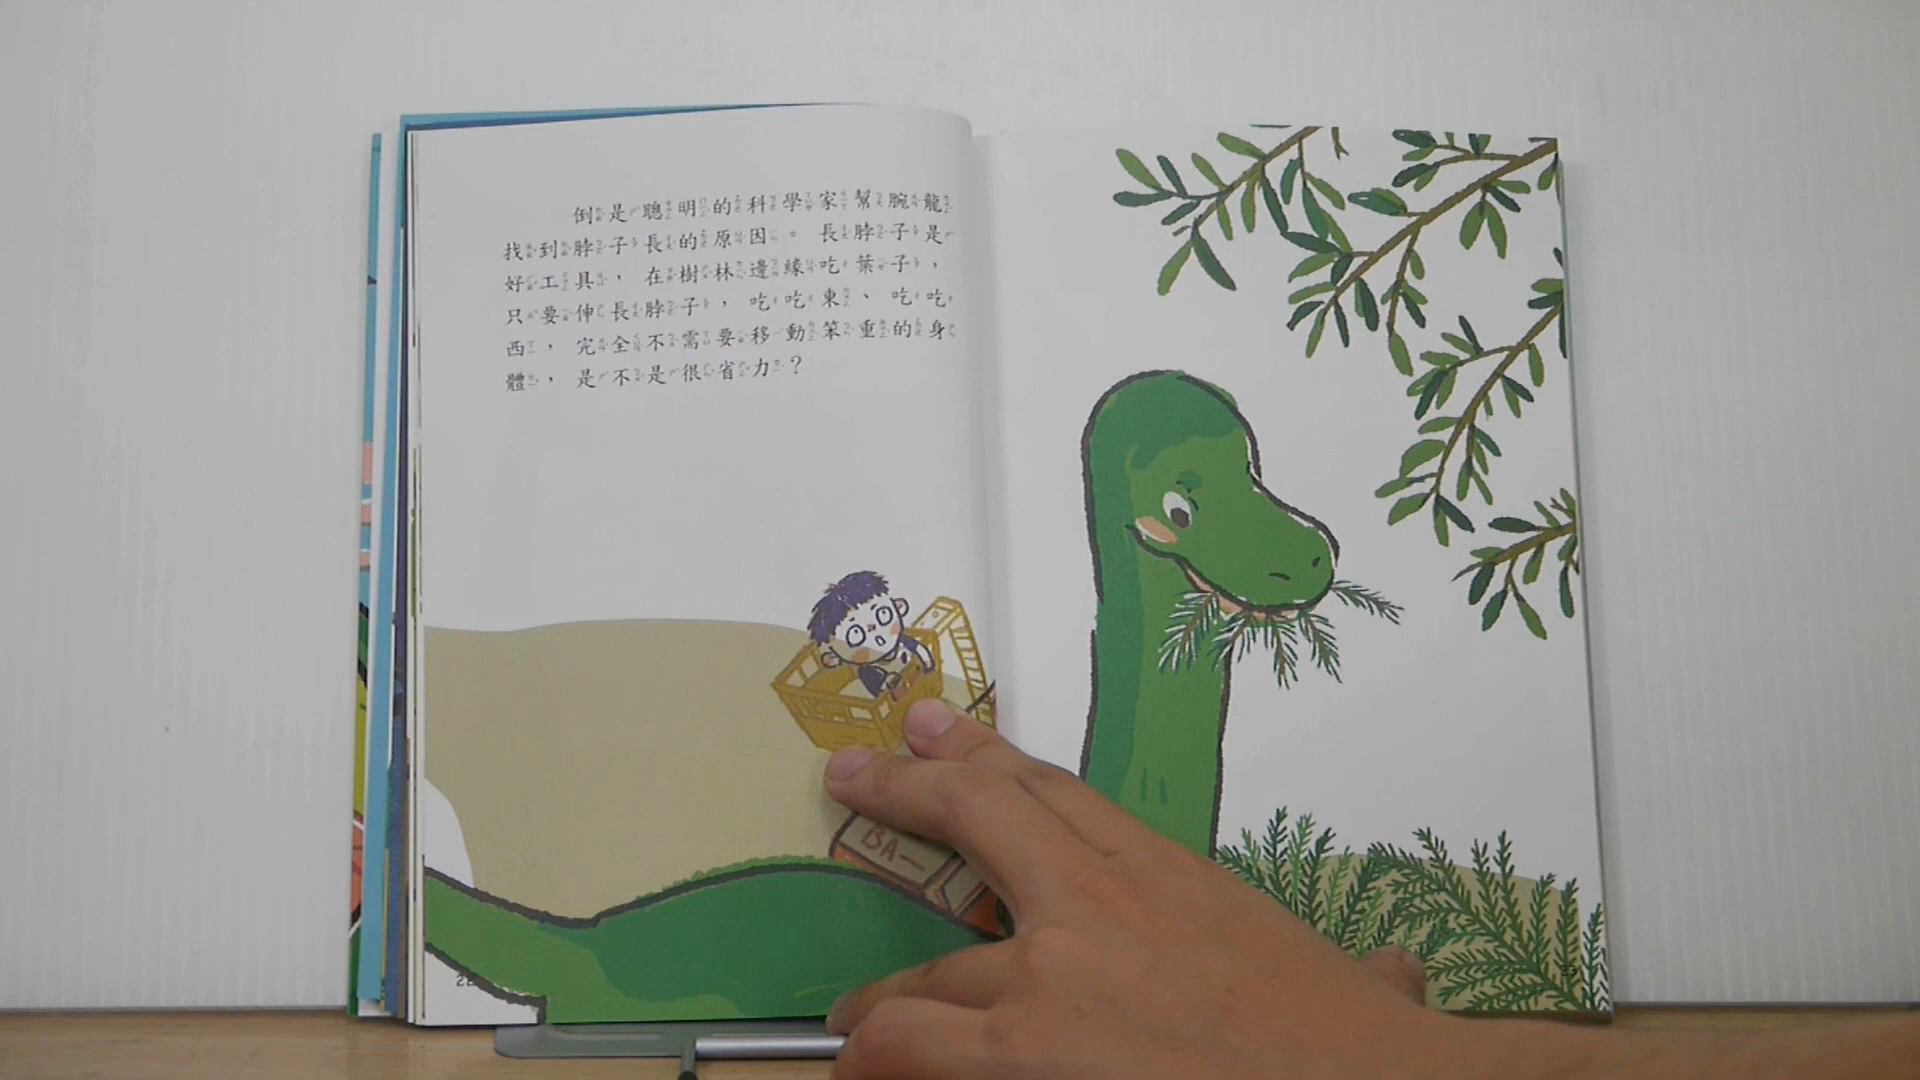 倒是聰明的科學家幫腕龍
找到脖子長的原因。長脖子是
好工具，在樹林邊緣吃葉子，
只要伸長脖子，吃吃東、吃吃
西，完全不需要移動笨重的身
體，是不是很省力？
BA